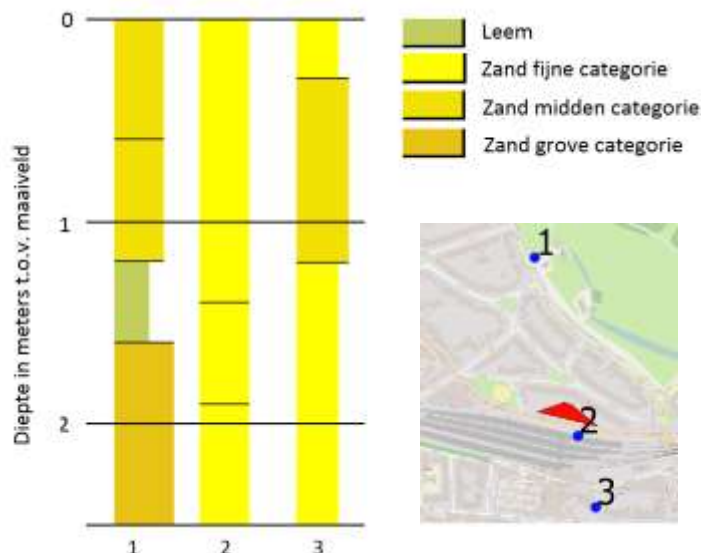 0
1
2
Diepte in meters t.o.v. maaiveld
1
2
3
Leem
Zand fijne categorie
Zand midden categorie
Zand grove categorie
1
2
3